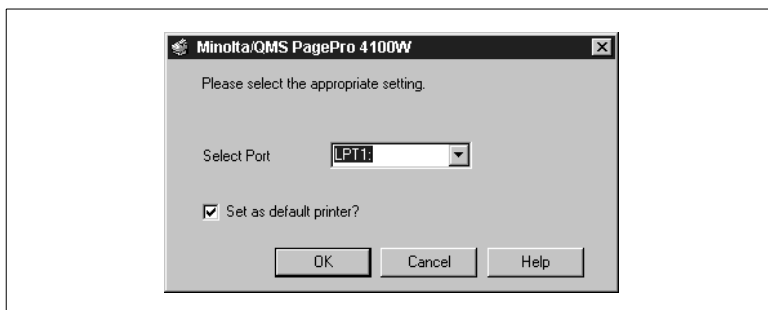 Minolta/QMS PagePro 4100W
Please select the appropriate setting.
Select Port LPT1:
Set as default printer?
OK Cancel Help